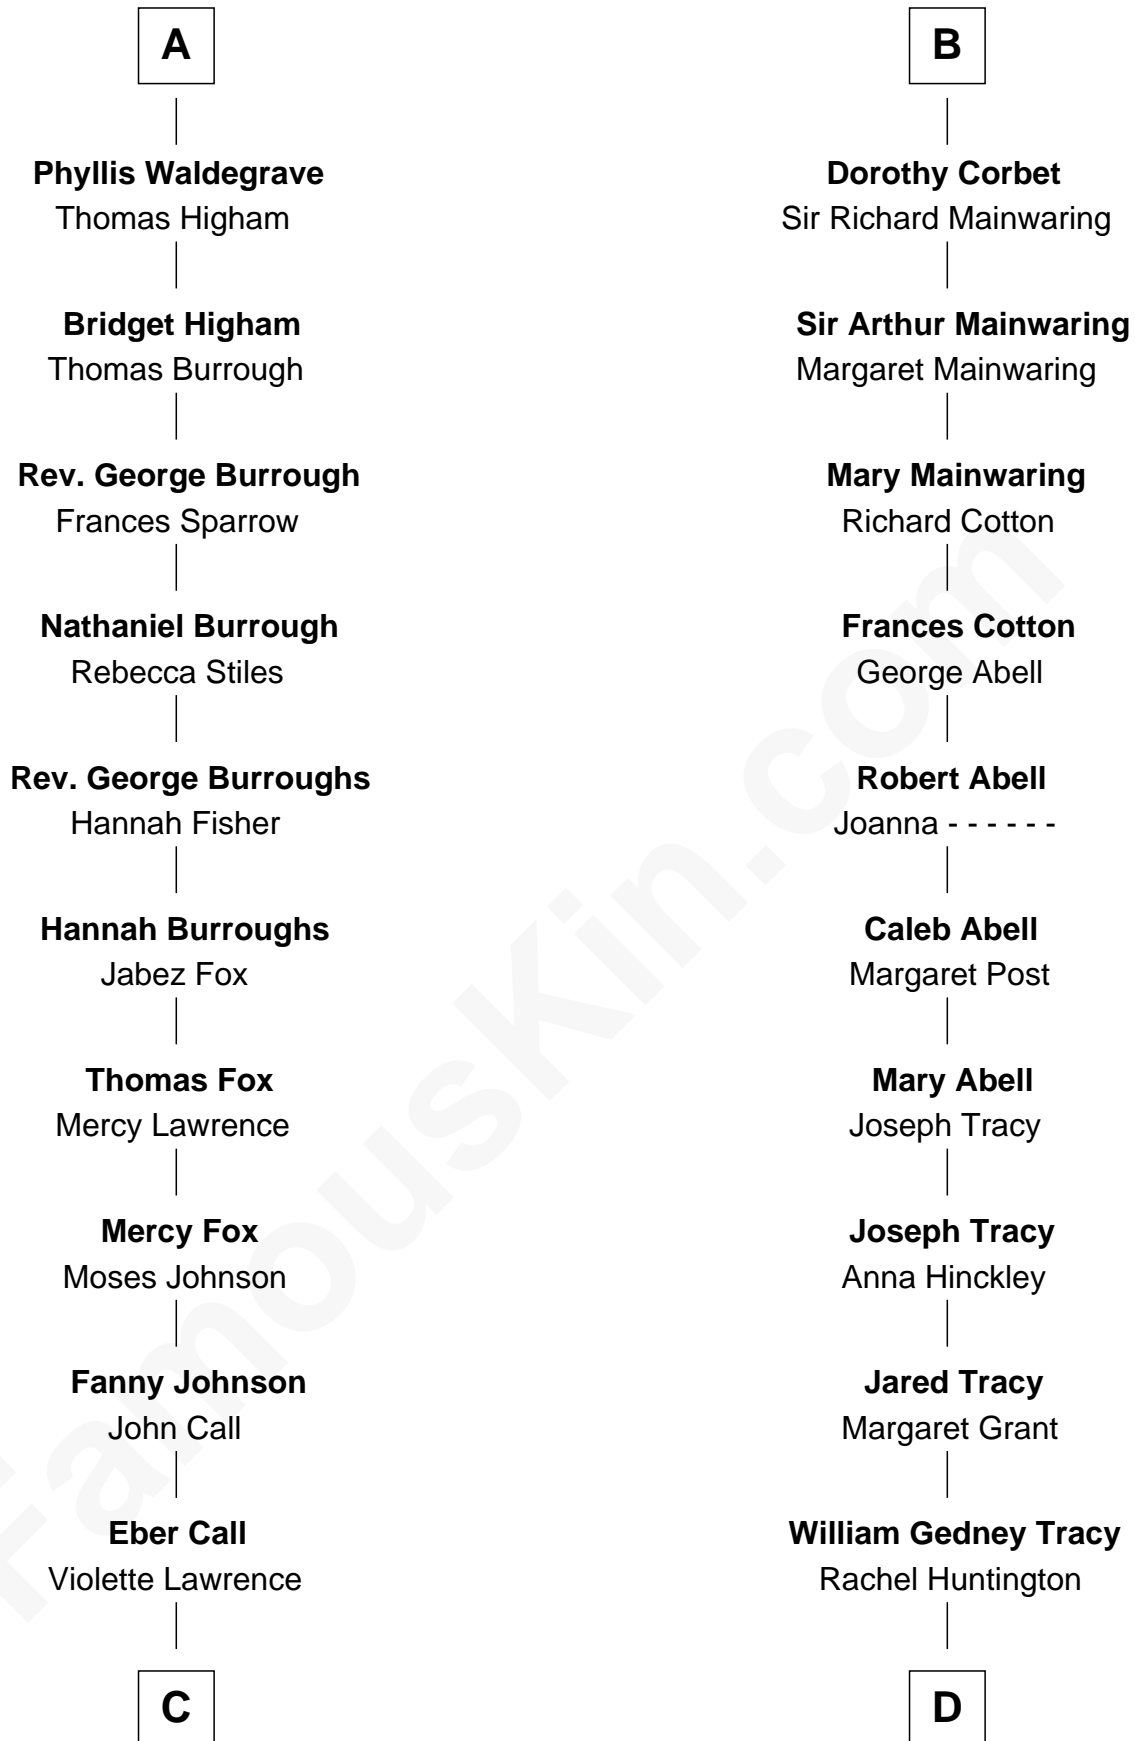 A
Phyllis Waldegrave
Thomas Higham
Bridget Higham
Thomas Burrough
Rev. George Burrough
Frances Sparrow
Nathaniel Burrough
Rebecca Stiles
Rev. George Burroughs
Hannah Fisher
Hannah Burroughs
Jabez Fox
Thomas Fox
Mercy Lawrence
Mercy Fox
Moses Johnson
Fanny Johnson
John Call
Eber Call
Violette Lawrence
C
B
Dorothy Corbet
Sir Richard Mainwaring
Sir Arthur Mainwaring
Margaret Mainwaring
Mary Mainwaring
Richard Cotton
Frances Cotton
George Abell
Robert Abell
Joanna - - - - - -
Caleb Abell
Margaret Post
Mary Abell
Joseph Tracy
Joseph Tracy
Anna Hinckley
Jared Tracy
Margaret Grant
William Gedney Tracy
Rachel Huntington
D
FamousKin.com